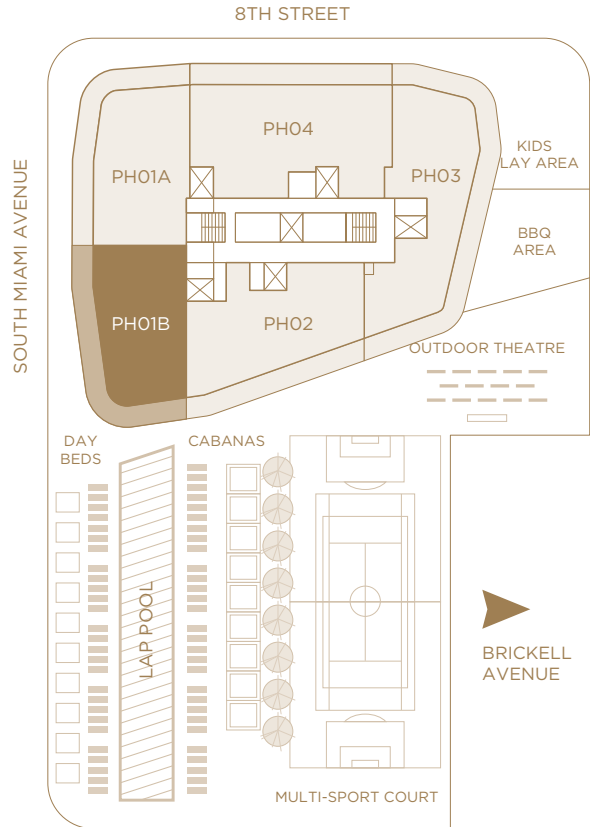 8TH STREET
SOUTH MIAMI AVENUE
PH04
PH01A
PH03
KIDS
LAY AREA
BBQ
AREA
PH01B
PH02
OUTDOOR THEATRE
DAY
BEDS
CABANAS
LAP POOL
BRICKELL
AVENUE
MULTI-SPORT COURT